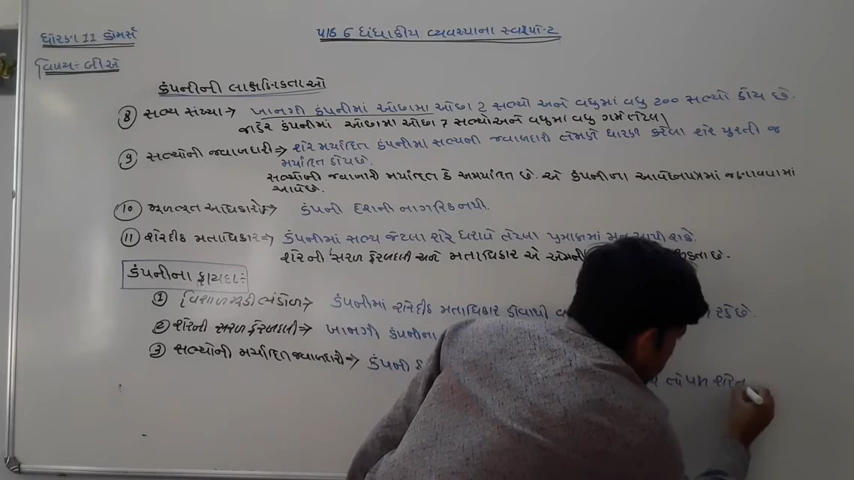 ધોરણ 11 કોમર્સ
પાઠ 6 ધંધાકીય વ્યવસ્થાના સ્વરૂપો-2
વિષય:- બીએ
કંપનીની લાક્ષણિકતાઓ
8 સભ્ય સંખ્યા → ખાનગી કંપનીમાં ઓછામા ઓછા 2 સભ્યો અને વધુમાં વધુ 200 સભ્યો હોય છે.
જાહેર કંપનીમાં ઓછામા ઓછા 7 સભ્યો અને વધુમા વધુ ગમે તેટલા
9 સભ્યોની જવાબદારી → શેર મર્યાદિત કંપનીમાં સભ્યની જવાબદારી તેમણે ધારણ કરેલા શેર પુરતી જ
મર્યાદિત હોય છે.
સભ્યોની જવાબદારી મર્યાદિત કે અમર્યાદિત છે. એ કંપનીના આવેદનપત્રમાં જણાવવામાં
આવે છે.
10 મૂળભૂત અધિકારો → કંપની દેશની નાગરિક નથી.
11 શેરદીઠ મતાધિકાર → કંપનીમાં સભ્ય જેટલા શેર ધરાવે તેટલા પ્રમાણમાં મત આપી શકે.
શેરની સરળ ફેરબદલી અને મતાધિકાર એ કંપનીની છે.
કંપનીના ફાયદા:-
1 વિશાળ મૂડી ભંડોળ → કંપનીમાં શેરદીઠ મતાધિકાર હોવાથી રહે છે.
2 શેરની સરળ ફેરબદલી → ખાનગી કંપનીના
3 સભ્યોની મર્યાદિત જવાબદારી → કંપની
તો પણ શેરન